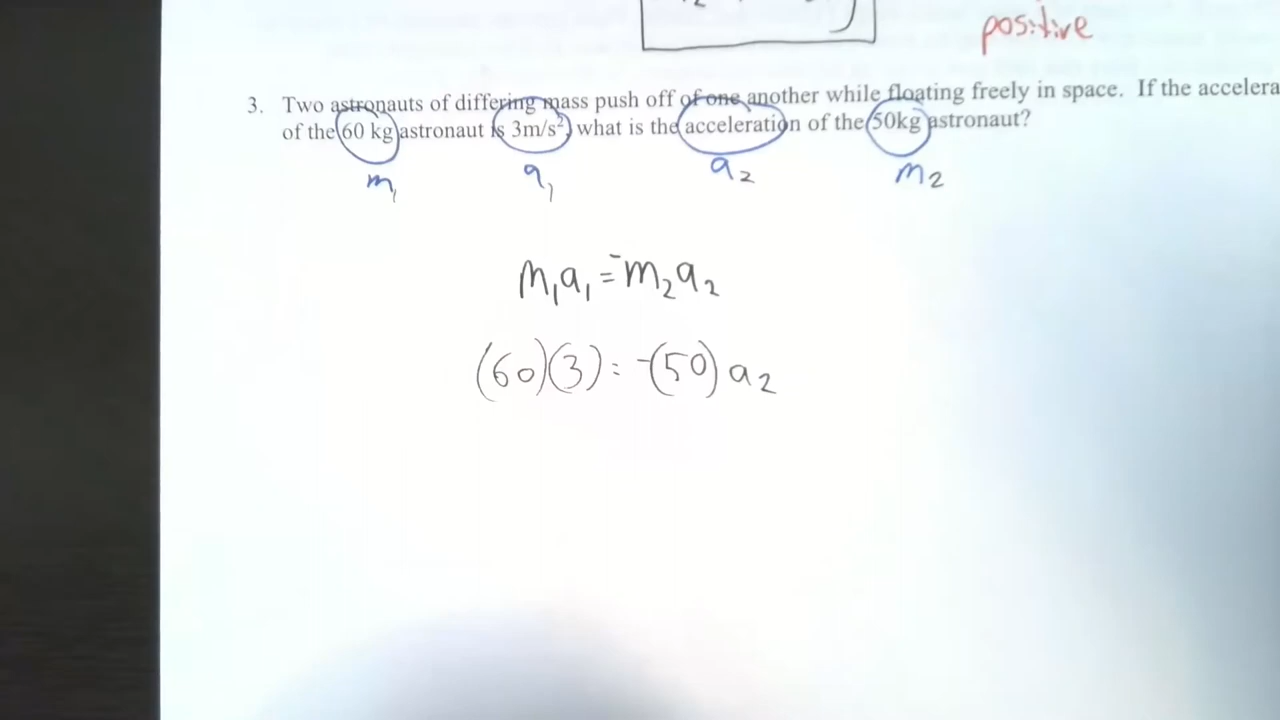 positive
3. Two astronauts of differing mass push off of one another while floating freely in space. If the accelera
of the 60 kg astronaut is 3m/s², what is the acceleration of the 50kg astronaut?
m₁ a₁ a₂ m₂
m₁a₁ = -m₂a₂
(60)(3) = -(50) a₂